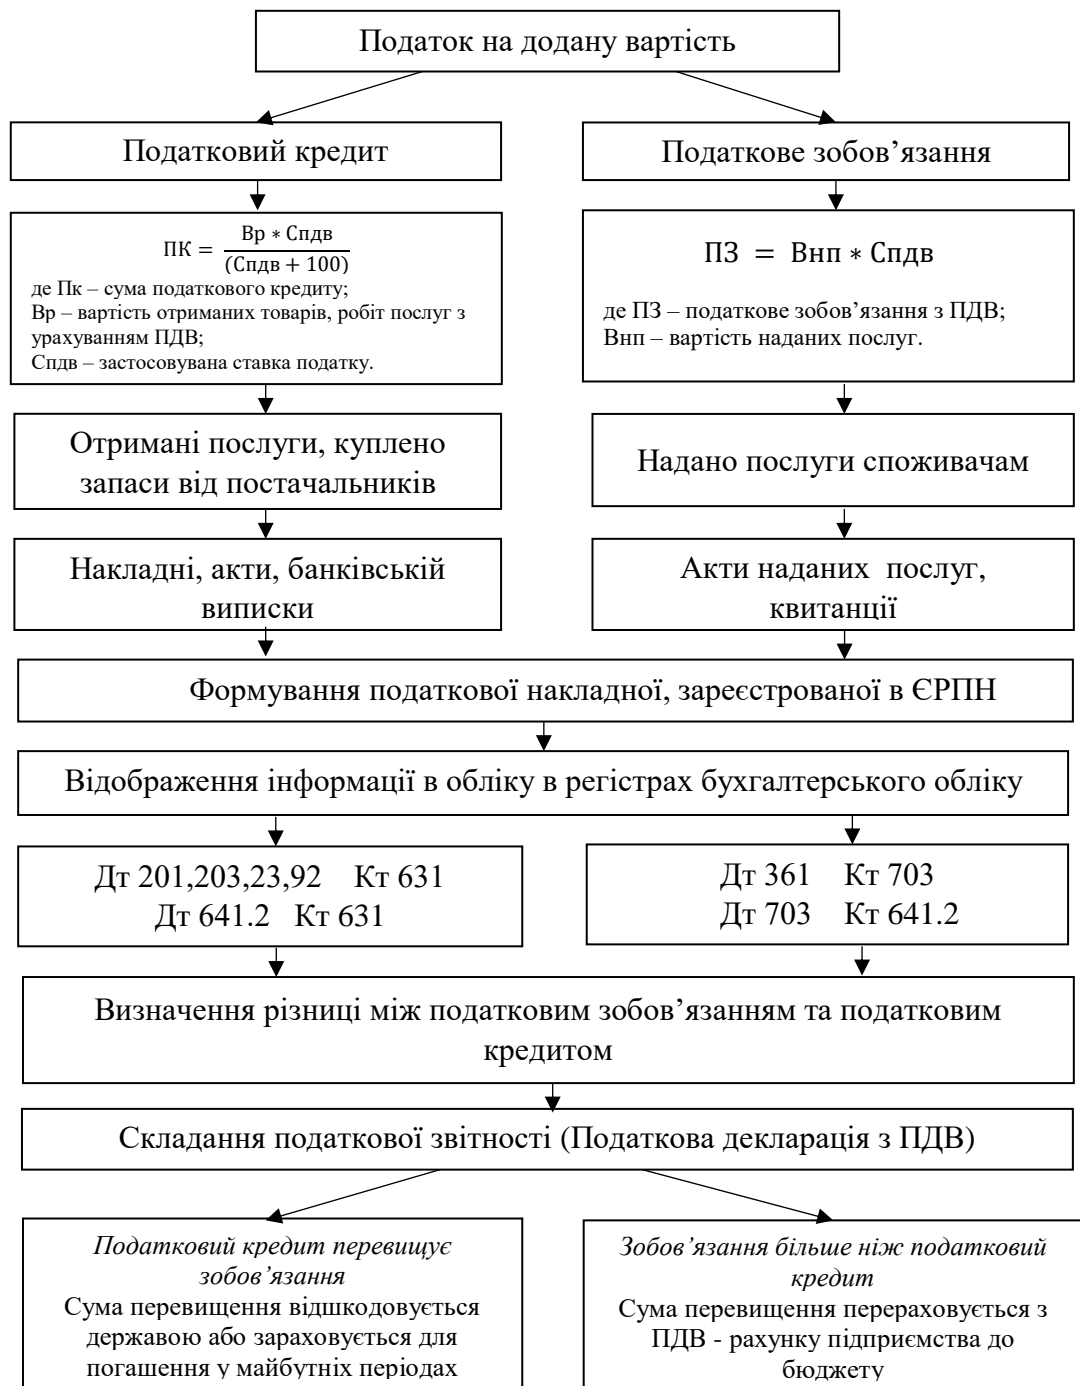 Податок на додану вартість
Податковий кредит
Податкове зобов’язання
ПК = Вр * Спдв / (Спдв + 100)
де Пк – сума податкового кредиту;
Вр – вартість отриманих товарів, робіт послуг з
урахуванням ПДВ;
Спдв – застосовувана ставка податку.
ПЗ = Внп * Спдв
де ПЗ – податкове зобов’язання з ПДВ;
Внп – вартість наданих послуг.
Отримані послуги, куплено
запаси від постачальників
Надано послуги споживачам
Накладні, акти, банківській
виписки
Акти наданих послуг,
квитанції
Формування податкової накладної, зареєстрованої в ЄРПН
Відображення інформації в обліку в регістрах бухгалтерського обліку
Дт 201,203,23,92 Кт 631
Дт 641.2 Кт 631
Дт 361 Кт 703
Дт 703 Кт 641.2
Визначення різниці між податковим зобов’язанням та податковим
кредитом
Складання податкової звітності (Податкова декларація з ПДВ)
Податковий кредит перевищує
зобов’язання
Сума перевищення відшкодовується
державою або зараховується для
погашення у майбутніх періодах
Зобов’язання більше ніж податковий
кредит
Сума перевищення перераховується з
ПДВ - рахунку підприємства до
бюджету